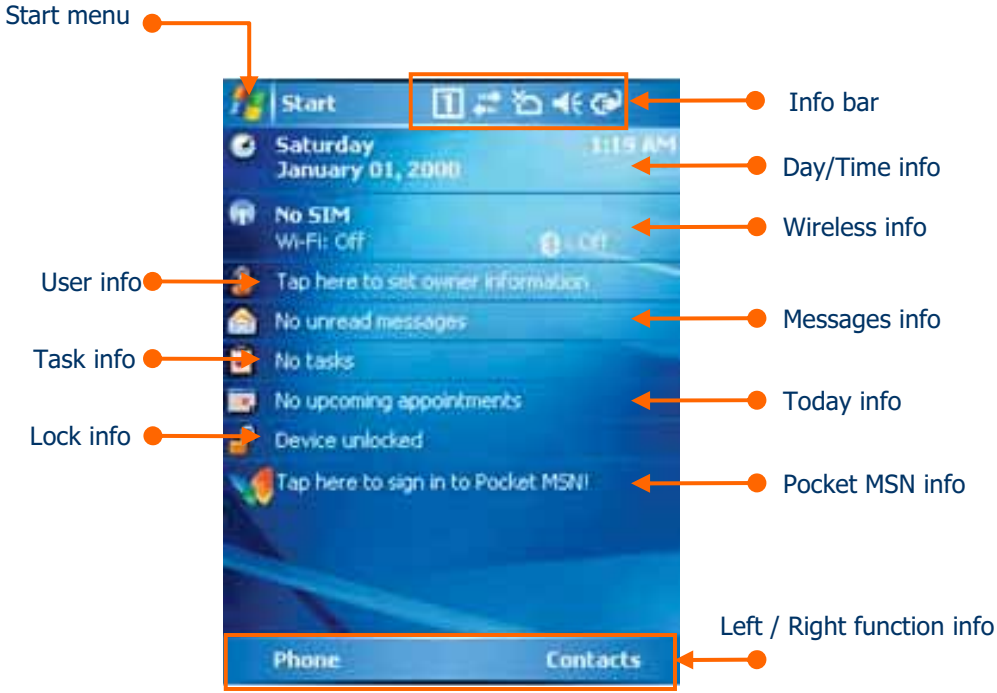 Start menu
Start
1
Info bar
Saturday
1:19 AM
January 01, 2000
Day/Time info
No SIM
Wi-Fi: Off
: Off
Wireless info
User info
Tap here to set owner information
No unread messages
Messages info
Task info
No tasks
No upcoming appointments
Today info
Lock info
Device unlocked
Tap here to sign in to Pocket MSN!
Pocket MSN info
Left / Right function info
Phone
Contacts